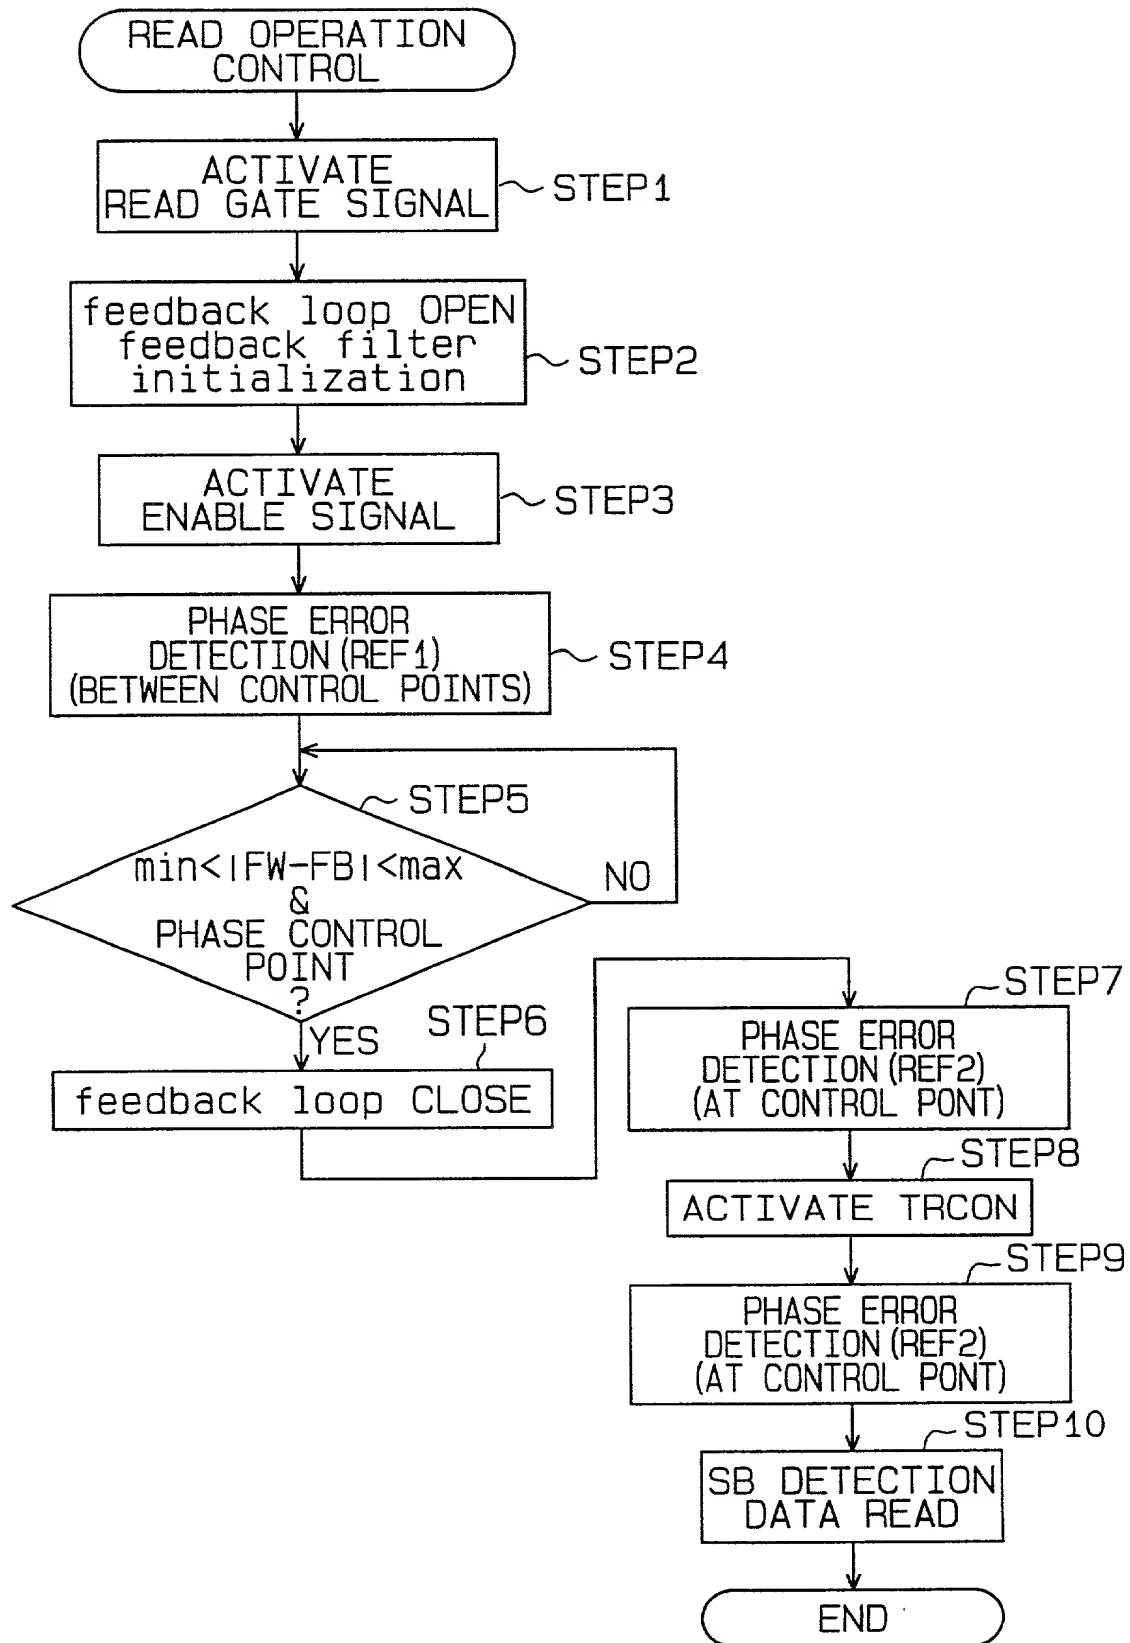 READ OPERATION
CONTROL
ACTIVATE
READ GATE SIGNAL
STEP1
feedback loop OPEN
feedback filter
initialization
STEP2
ACTIVATE
ENABLE SIGNAL
STEP3
PHASE ERROR
DETECTION(REF1)
(BETWEEN CONTROL POINTS)
STEP4
STEP5
min<|FW-FB|<max
&
PHASE CONTROL
POINT
?
NO
YES
STEP6
feedback loop CLOSE
STEP7
PHASE ERROR
DETECTION(REF2)
(AT CONTROL PONT)
STEP8
ACTIVATE TRCON
STEP9
PHASE ERROR
DETECTION(REF2)
(AT CONTROL PONT)
STEP10
SB DETECTION
DATA READ
END